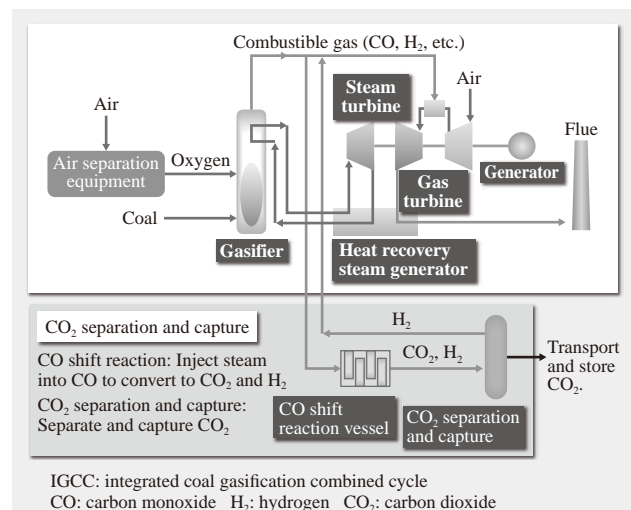 Combustible gas (CO, H₂, etc.)
Steam
turbine
Air
Air
Flue
Air separation
equipment
Oxygen
Generator
Gas
turbine
Coal
Gasifier
Heat recovery
steam generator
CO₂ separation and capture
H₂
CO shift reaction: Inject steam
into CO to convert to CO₂ and H₂
CO₂, H₂
Transport
and store
CO₂.
CO₂ separation and capture:
Separate and capture CO₂
CO shift
reaction vessel
CO₂ separation
and capture
IGCC: integrated coal gasification combined cycle
CO: carbon monoxide H₂: hydrogen CO₂: carbon dioxide